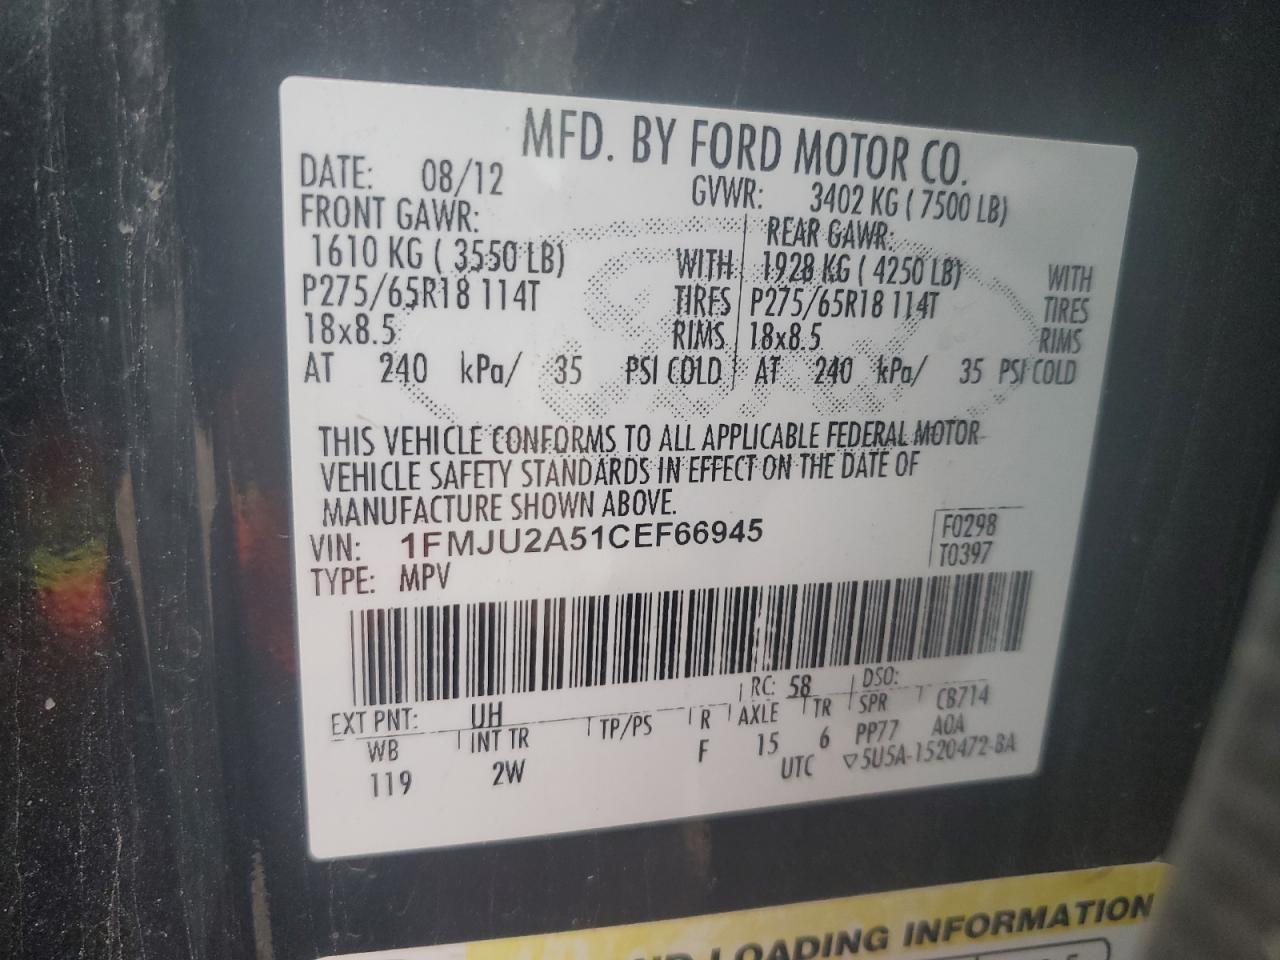 MFD. BY FORD MOTOR CO.
DATE: 08/12 GVWR: 3402 KG ( 7500 LB)
FRONT GAWR: REAR GAWR:
1610 KG ( 3550 LB) WITH 1928 KG ( 4250 LB) WITH
P275/65R18 114T TIRES P275/65R18 114T TIRES
18x8.5 RIMS 18x8.5 RIMS
AT 240 kPa/ 35 PSI COLD AT 240 kPa/ 35 PSI COLD
THIS VEHICLE CONFORMS TO ALL APPLICABLE FEDERAL MOTOR
VEHICLE SAFETY STANDARDS IN EFFECT ON THE DATE OF
MANUFACTURE SHOWN ABOVE.
VIN: 1FMJU2A51CEF66945 F0298
TYPE: MPV T0397
EXT PNT: UH RC: 58 DSO:
WB INT TR TP/PS R AXLE TR SPR CB714
119 2W F 15 6 PP77 AOA
UTC ▽5U5A-1520472-BA
LOADING INFORMATION